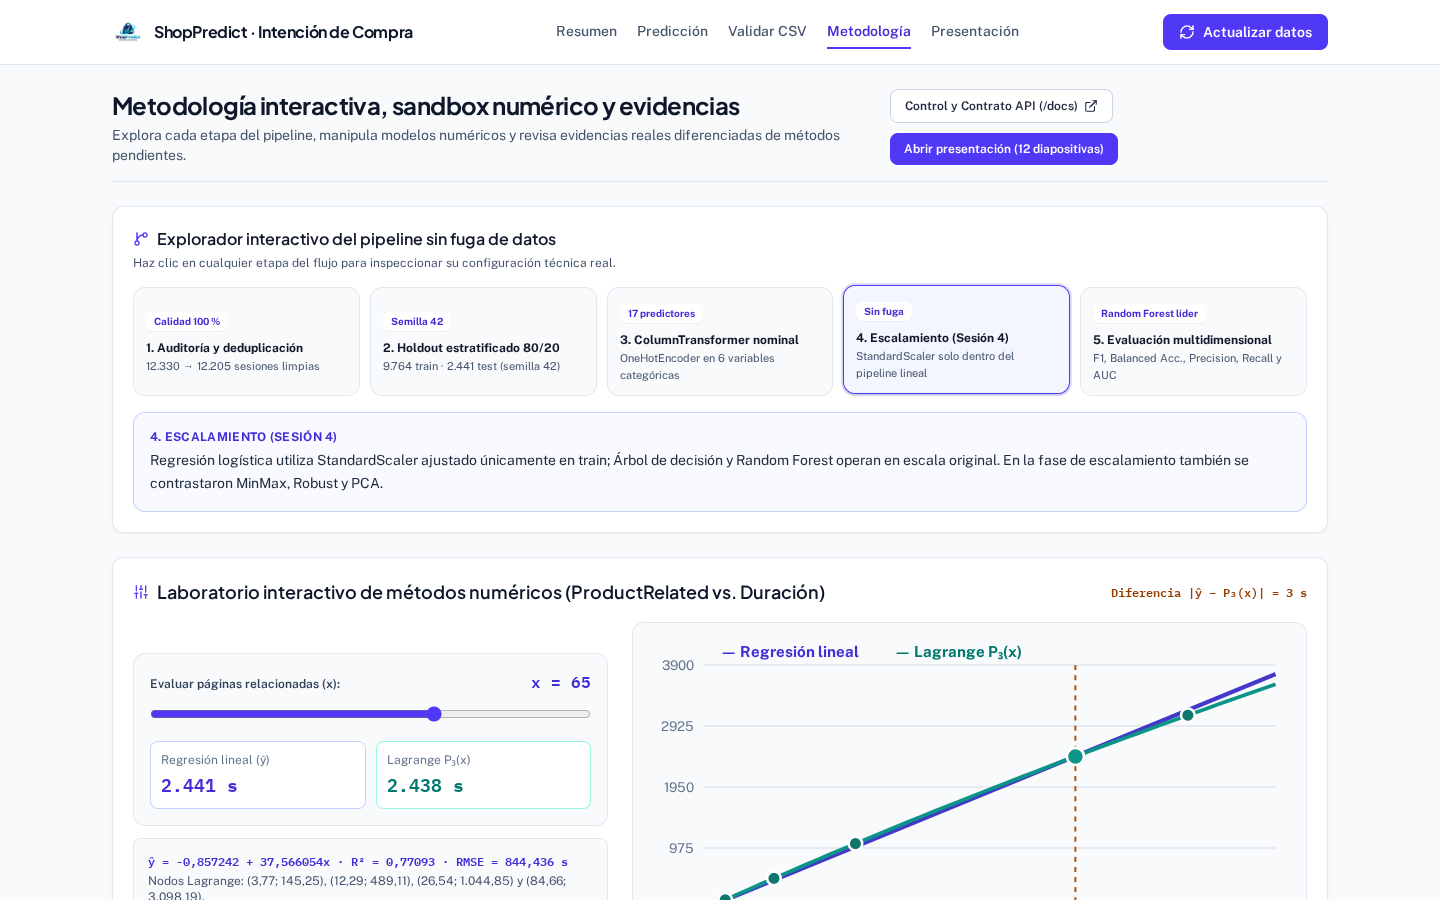 ShopPredict · Intención de Compra
Resumen
Predicción
Validar CSV
Metodología
Presentación
Actualizar datos
Metodología interactiva, sandbox numérico y evidencias
Explora cada etapa del pipeline, manipula modelos numéricos y revisa evidencias reales diferenciadas de métodos
pendientes.
Control y Contrato API (/docs)
Abrir presentación (12 diapositivas)
Explorador interactivo del pipeline sin fuga de datos
Haz clic en cualquier etapa del flujo para inspeccionar su configuración técnica real.
Calidad 100 %
1. Auditoría y deduplicación
12.330 → 12.205 sesiones limpias
Semilla 42
2. Holdout estratificado 80/20
9.764 train · 2.441 test (semilla 42)
17 predictores
3. ColumnTransformer nominal
OneHotEncoder en 6 variables
categóricas
Sin fuga
4. Escalamiento (Sesión 4)
StandardScaler solo dentro del
pipeline lineal
Random Forest líder
5. Evaluación multidimensional
F1, Balanced Acc., Precision, Recall y
AUC
4. ESCALAMIENTO (SESIÓN 4)
Regresión logística utiliza StandardScaler ajustado únicamente en train; Árbol de decisión y Random Forest operan en escala original. En la fase de escalamiento también se
contrastaron MinMax, Robust y PCA.
Laboratorio interactivo de métodos numéricos (ProductRelated vs. Duración)
Diferencia |ŷ − P₃(x)| = 3 s
Evaluar páginas relacionadas (x):
x = 65
Regresión lineal (ŷ)
2.441 s
Lagrange P₃(x)
2.438 s
ŷ = -0,857242 + 37,566054x · R² = 0,77093 · RMSE = 844,436 s
Nodos Lagrange: (3,77; 145,25), (12,29; 489,11), (26,54; 1.044,85) y (84,66;
3.098,19).
— Regresión lineal
— Lagrange P₃(x)
3900
2925
1950
975